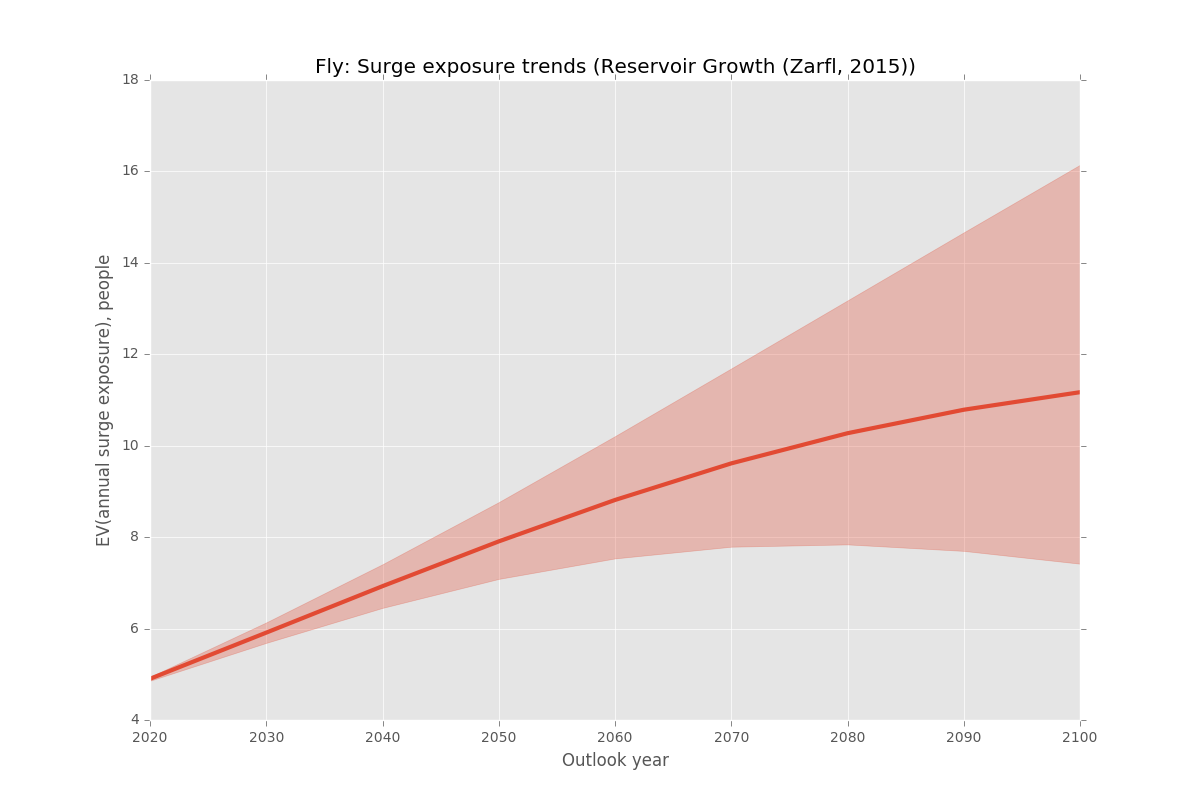 Fly: Surge exposure trends (Reservoir Growth (Zarfl, 2015))
EV(annual surge exposure), people
18
16
14
12
10
8
6
4
2020 2030 2040 2050 2060 2070 2080 2090 2100
Outlook year